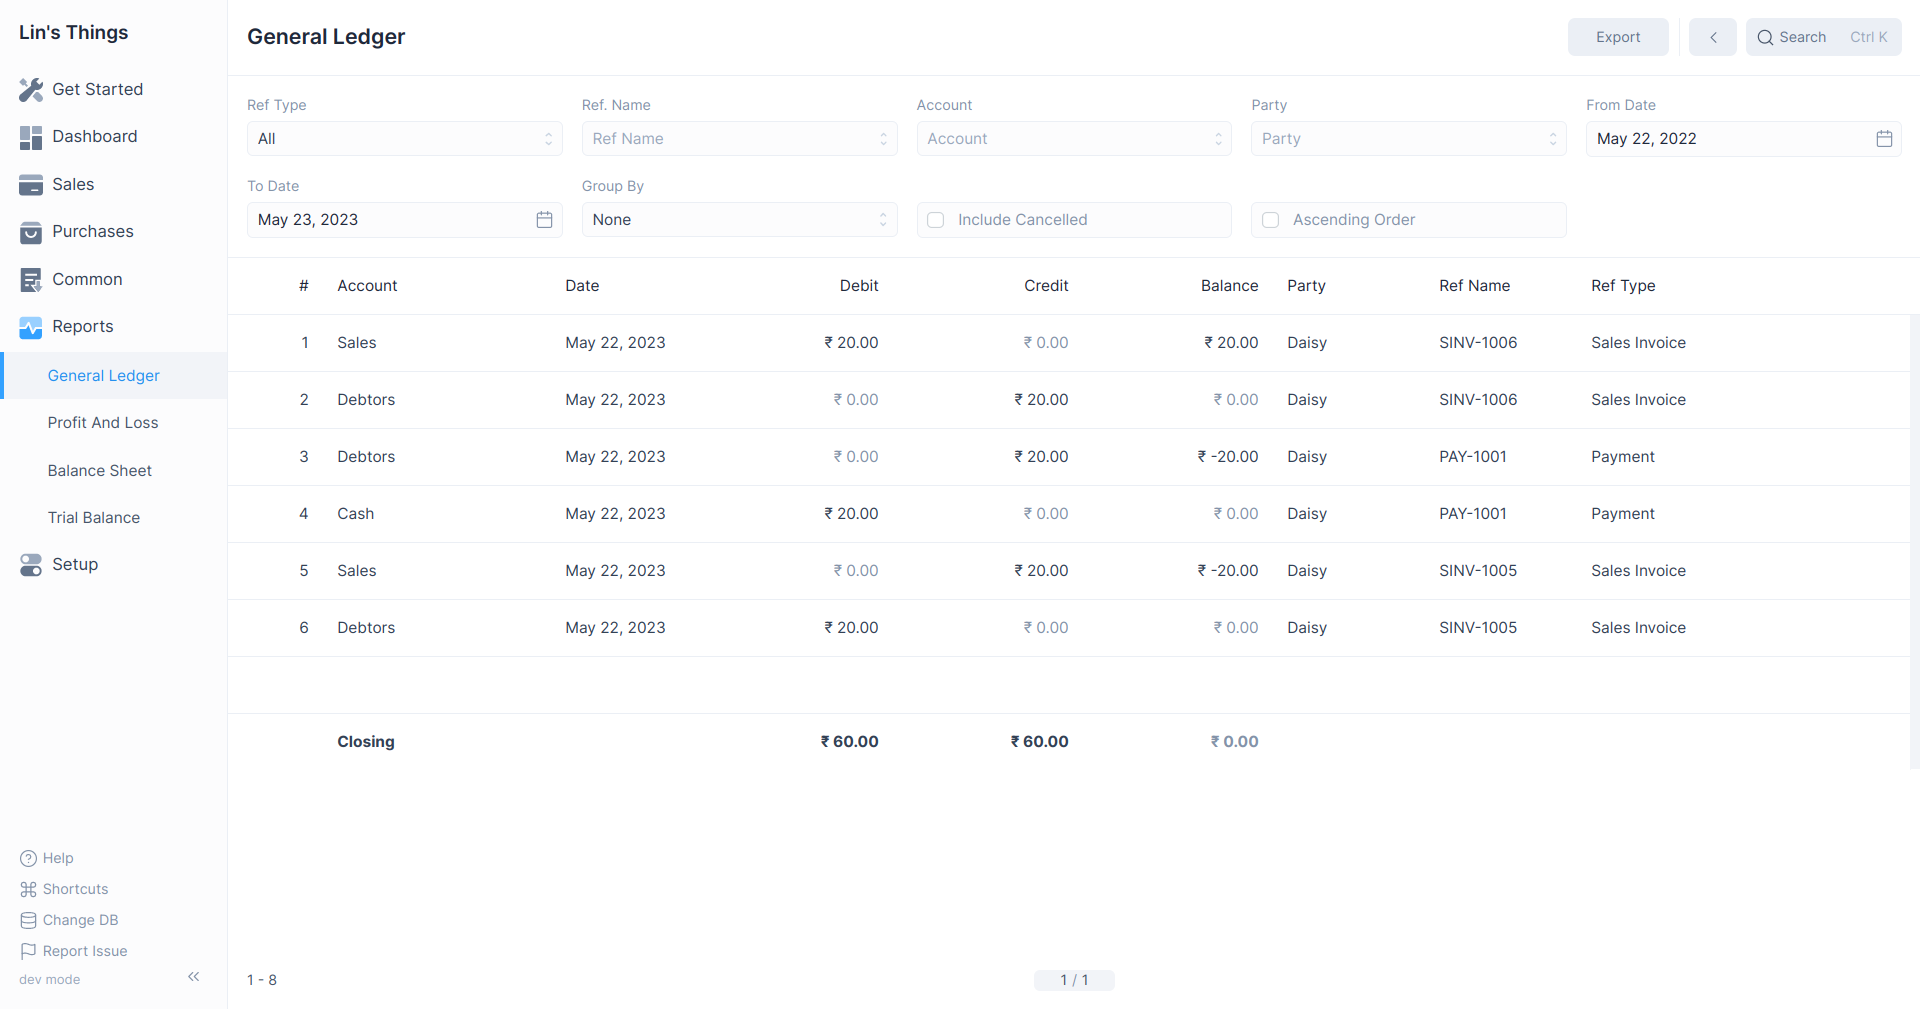 Lin's Things
Get Started
Dashboard
Sales
Purchases
Common
Reports
General Ledger
Profit And Loss
Balance Sheet
Trial Balance
Setup
Help
Shortcuts
Change DB
Report Issue
dev mode
General Ledger
Export
Search Ctrl K
Ref Type Ref. Name Account Party From Date
All Ref Name Account Party May 22, 2022
To Date Group By
May 23, 2023 None Include Cancelled Ascending Order
# Account Date Debit Credit Balance Party Ref Name Ref Type
1 Sales May 22, 2023 ₹ 20.00 ₹ 0.00 ₹ 20.00 Daisy SINV-1006 Sales Invoice
2 Debtors May 22, 2023 ₹ 0.00 ₹ 20.00 ₹ 0.00 Daisy SINV-1006 Sales Invoice
3 Debtors May 22, 2023 ₹ 0.00 ₹ 20.00 ₹ -20.00 Daisy PAY-1001 Payment
4 Cash May 22, 2023 ₹ 20.00 ₹ 0.00 ₹ 0.00 Daisy PAY-1001 Payment
5 Sales May 22, 2023 ₹ 0.00 ₹ 20.00 ₹ -20.00 Daisy SINV-1005 Sales Invoice
6 Debtors May 22, 2023 ₹ 20.00 ₹ 0.00 ₹ 0.00 Daisy SINV-1005 Sales Invoice
Closing ₹ 60.00 ₹ 60.00 ₹ 0.00
1 - 8 1 / 1